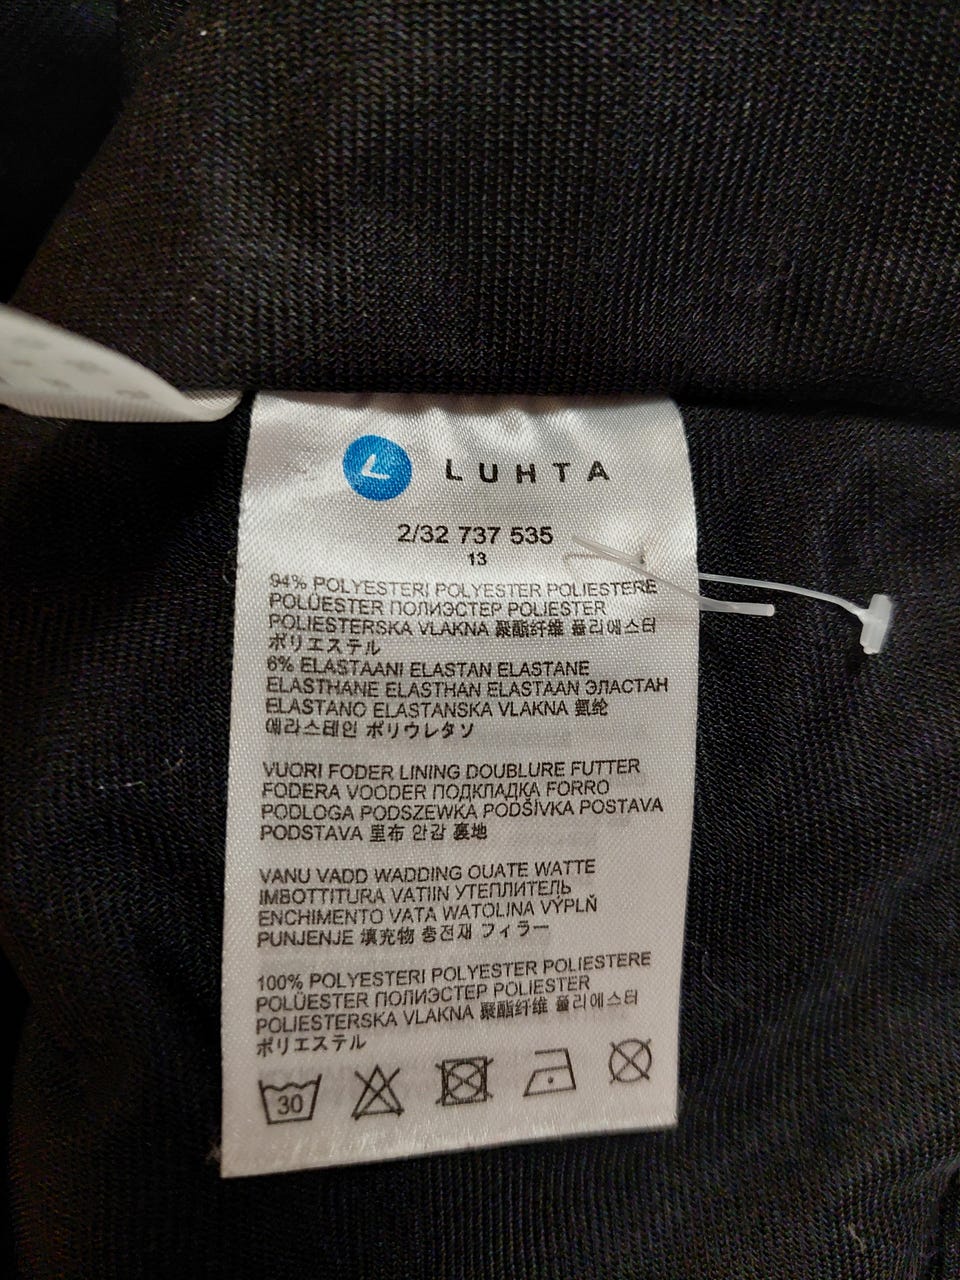 LUHTA
2/32 737 535
13
94% POLYESTERI POLYESTER POLIESTERE
POLÜESTER ПОЛИЭСТЕР POLIESTER
POLIESTERSKA VLAKNA 聚酯纤维 폴리에스터
ポリエステル
6% ELASTAANI ELASTAN ELASTANE
ELASTHANE ELASTHAN ELASTAAN ЭЛАСТАН
ELASTANO ELASTANSKA VLAKNA 氨纶
에라스테인 ポリウレタン
VUORI FODER LINING DOUBLURE FUTTER
FODERA VOODER ПОДКЛАДКА FORRO
PODLOGA PODSZEWKA PODŠÍVKA POSTAVA
PODSTAVA 里布 안감 裏地
VANU VADD WADDING OUATE WATTE
IMBOTTITURA VATIIN УТЕПЛИТЕЛЬ
ENCHIMENTO VATA WATOLINA VÝPLŇ
PUNJENJE 填充物 충전재 フィラー
100% POLYESTERI POLYESTER POLIESTERE
POLÜESTER ПОЛИЭСТЕР POLIESTER
POLIESTERSKA VLAKNA 聚酯纤维 폴리에스터
ポリエステル
30